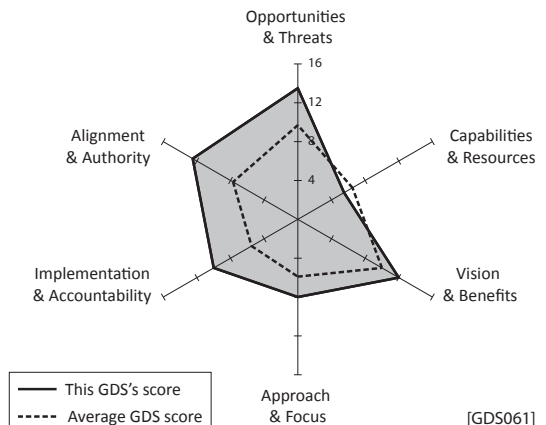 Opportunities
& Threats
16
12
8
4
Alignment
& Authority
Capabilities
& Resources
Implementation
& Accountability
Vision
& Benefits
Approach
& Focus
This GDS's score
Average GDS score
[GDS061]